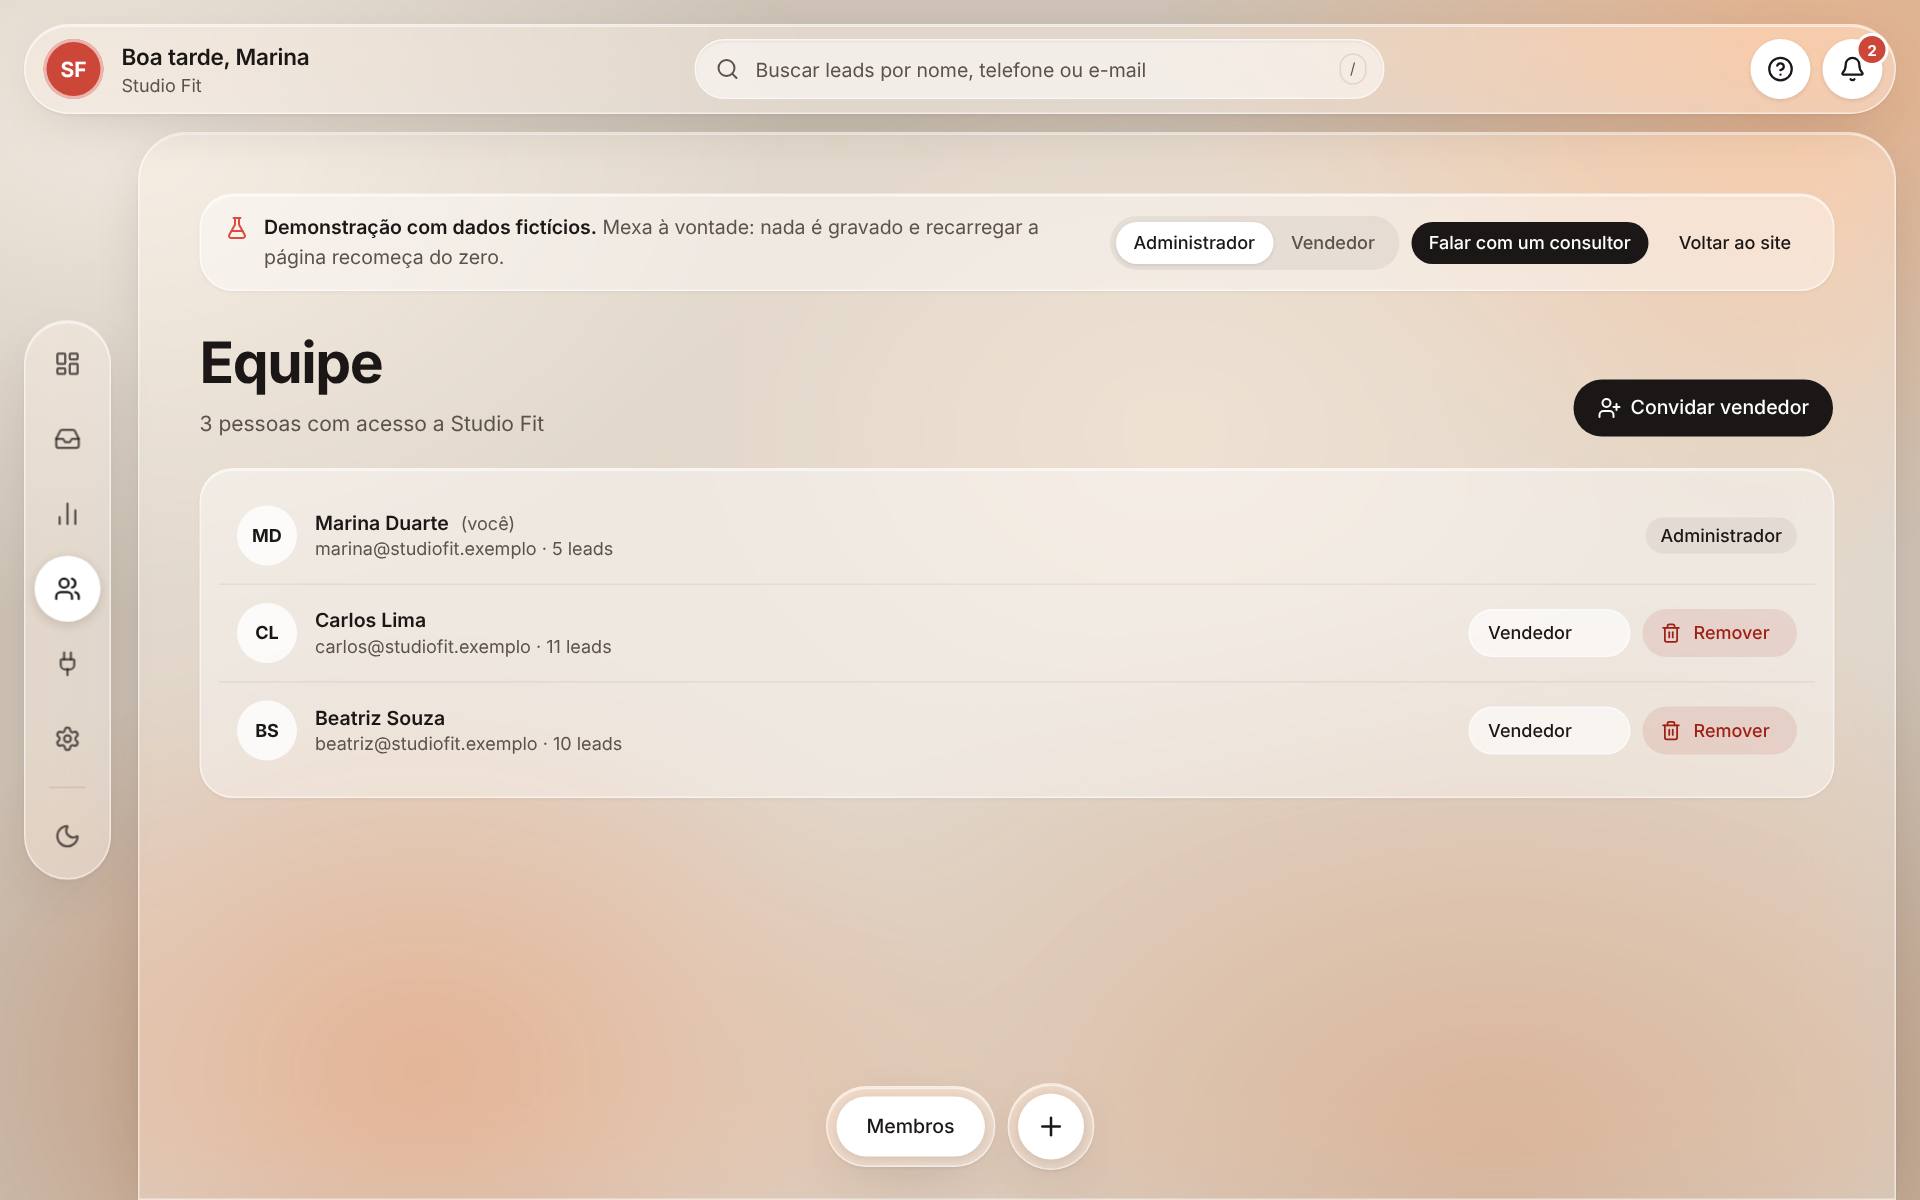 SF
Boa tarde, Marina
Studio Fit
Buscar leads por nome, telefone ou e-mail
/
2
Demonstração com dados fictícios. Mexa à vontade: nada é gravado e recarregar a
página recomeça do zero.
Administrador
Vendedor
Falar com um consultor
Voltar ao site
Equipe
3 pessoas com acesso a Studio Fit
Convidar vendedor
MD
Marina Duarte (você)
marina@studiofit.exemplo · 5 leads
Administrador
CL
Carlos Lima
carlos@studiofit.exemplo · 11 leads
Vendedor
Remover
BS
Beatriz Souza
beatriz@studiofit.exemplo · 10 leads
Vendedor
Remover
Membros